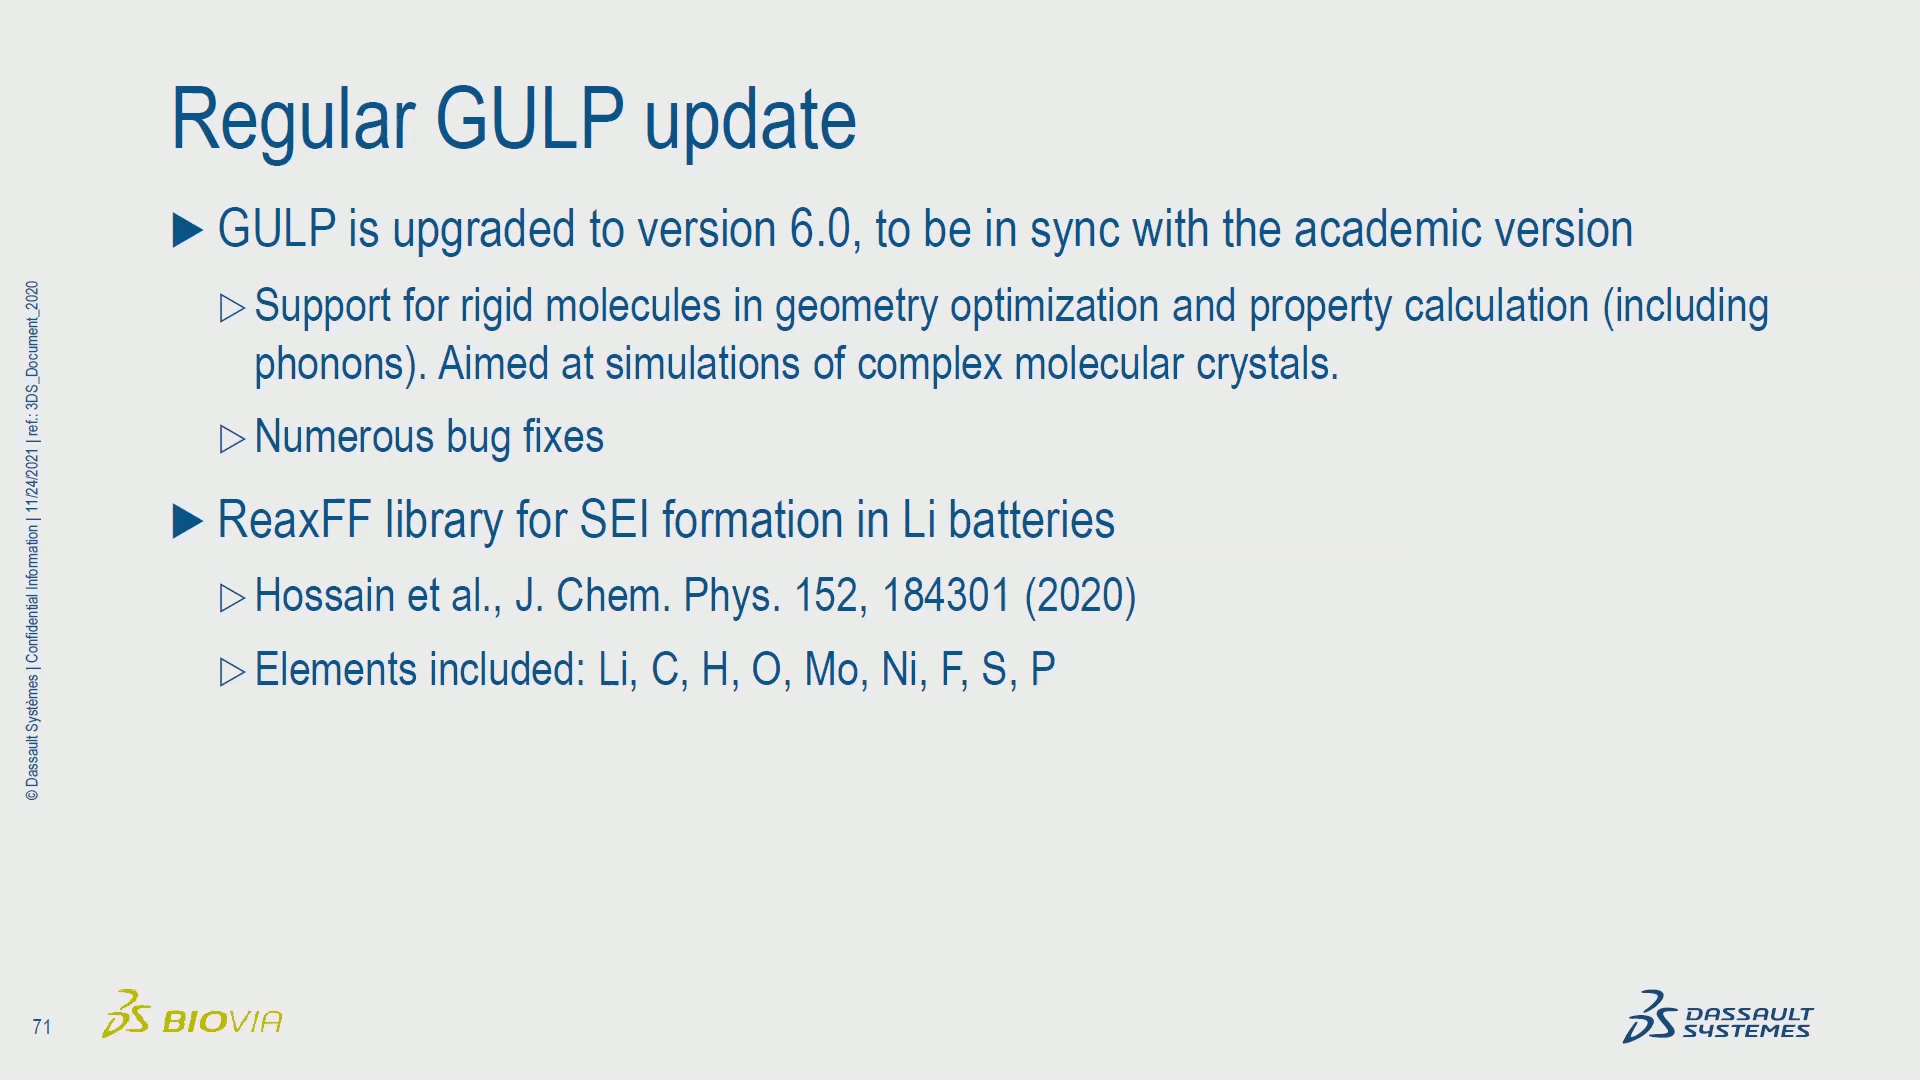 Regular GULP update
▶ GULP is upgraded to version 6.0, to be in sync with the academic version
▷ Support for rigid molecules in geometry optimization and property calculation (including
phonons). Aimed at simulations of complex molecular crystals.
▷ Numerous bug fixes
▶ ReaxFF library for SEI formation in Li batteries
▷ Hossain et al., J. Chem. Phys. 152, 184301 (2020)
▷ Elements included: Li, C, H, O, Mo, Ni, F, S, P
© Dassault Systèmes | Confidential Information | 11/24/2021 | ref.: 3DS_Document_2020
71
3DS BIOVIA
3DS DASSAULT
SYSTEMES